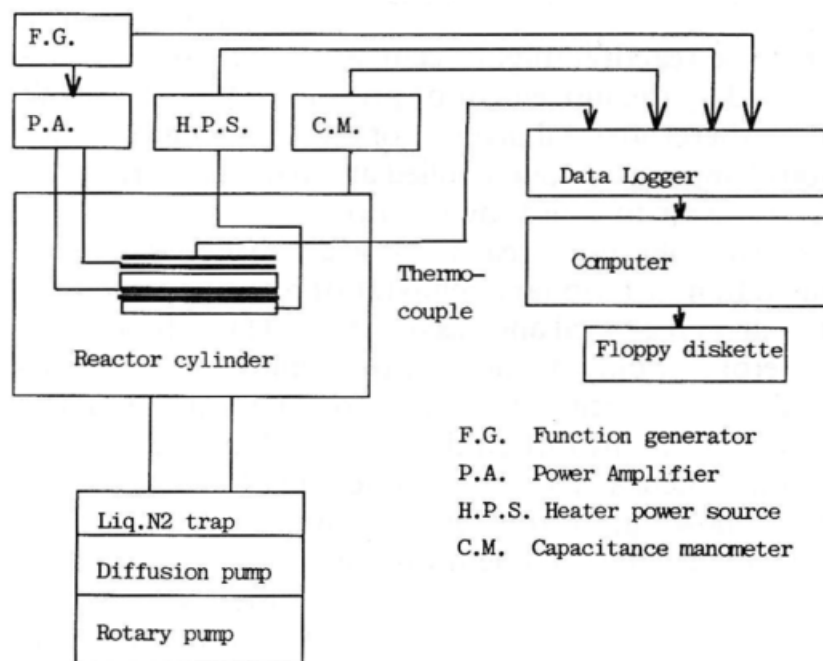 F.G.
P.A.
H.P.S.
C.M.
Data Logger
Computer
Thermo-
couple
Floppy diskette
Reactor cylinder
F.G. Function generator
P.A. Power Amplifier
H.P.S. Heater power source
C.M. Capacitance manometer
Liq.N2 trap
Diffusion pump
Rotary pump